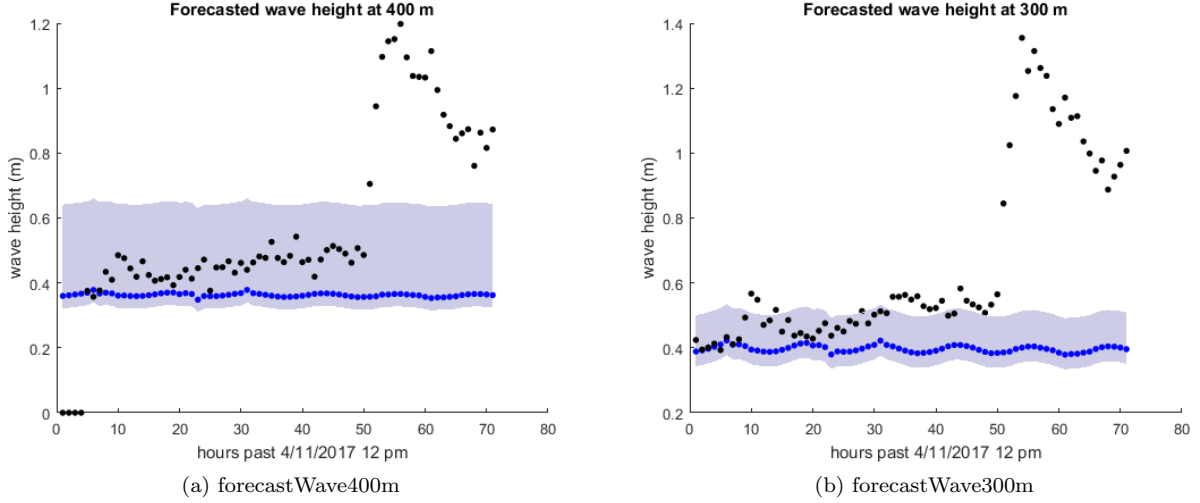 Forecasted wave height at 400 m
1.2
1
0.8
0.6
0.4
0.2
0
wave height (m)
0 10 20 30 40 50 60 70 80
hours past 4/11/2017 12 pm
(a) forecastWave400m
Forecasted wave height at 300 m
1.4
1.2
1
0.8
0.6
0.4
0.2
wave height (m)
0 10 20 30 40 50 60 70 80
hours past 4/11/2017 12 pm
(b) forecastWave300m